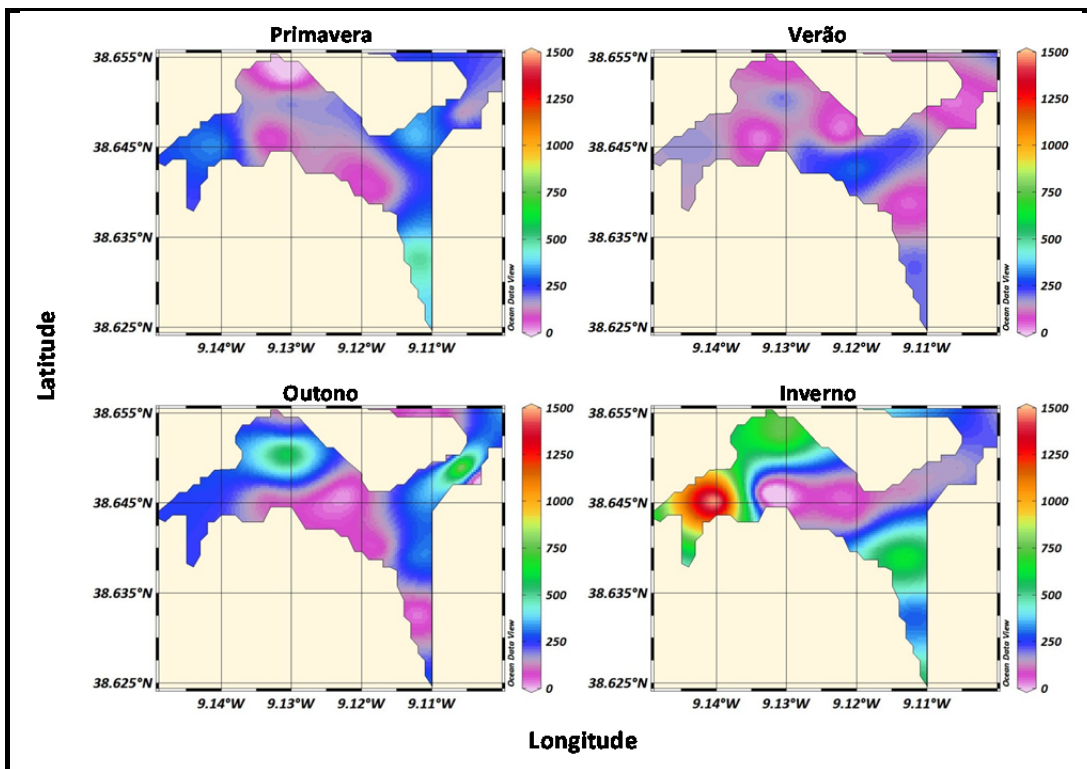 Primavera
38.655°N
38.645°N
38.635°N
38.625°N
9.14°W 9.13°W 9.12°W 9.11°W
1500
1250
1000
750
500
250
0
Ocean Data View
Verão
38.655°N
38.645°N
38.635°N
38.625°N
9.14°W 9.13°W 9.12°W 9.11°W
1500
1250
1000
750
500
250
0
Ocean Data View
Latitude
Outono
38.655°N
38.645°N
38.635°N
38.625°N
9.14°W 9.13°W 9.12°W 9.11°W
1500
1250
1000
750
500
250
0
Ocean Data View
Inverno
38.655°N
38.645°N
38.635°N
38.625°N
9.14°W 9.13°W 9.12°W 9.11°W
1500
1250
1000
750
500
250
0
Ocean Data View
Longitude